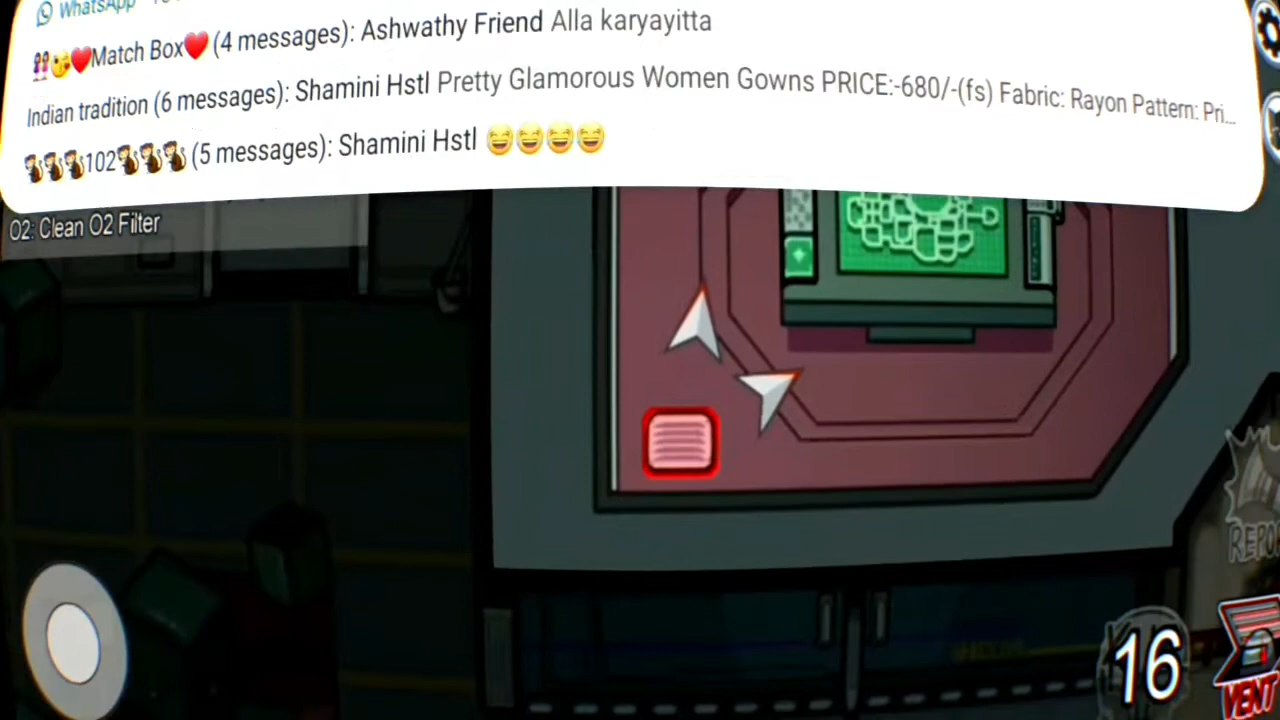 WhatsApp
👭😘❤️Match Box❤️ (4 messages): Ashwathy Friend Alla karyayitta
Indian tradition (6 messages): Shamini Hstl Pretty Glamorous Women Gowns PRICE:-680/-(fs) Fabric: Rayon Pattern: Pri...
🐒🐒🐒102🐒🐒🐒 (5 messages): Shamini Hstl 😆😆😆😆
O2: Clean O2 Filter
REPO
16
VENT